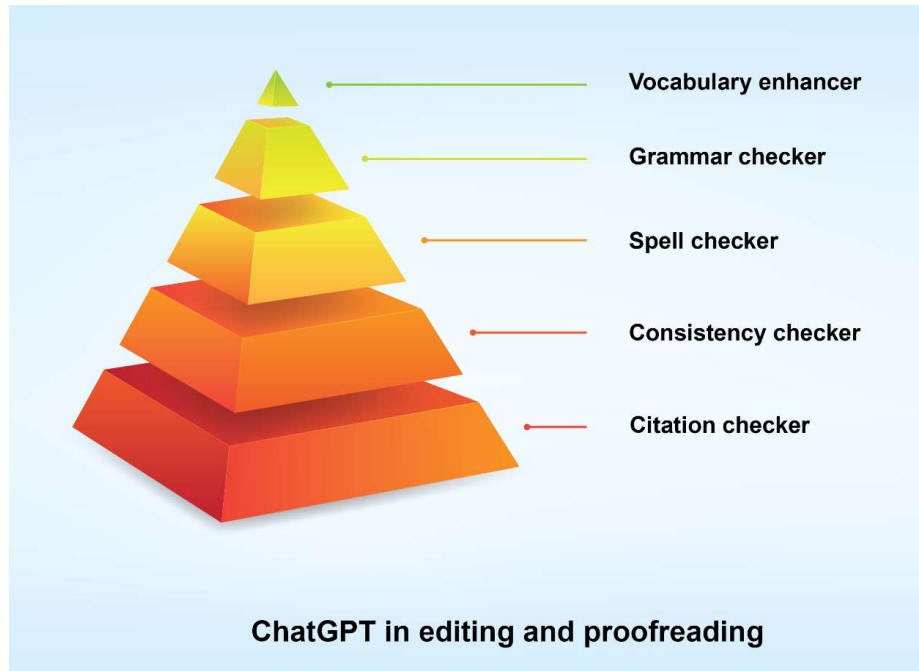 Vocabulary enhancer
Grammar checker
Spell checker
Consistency checker
Citation checker
ChatGPT in editing and proofreading